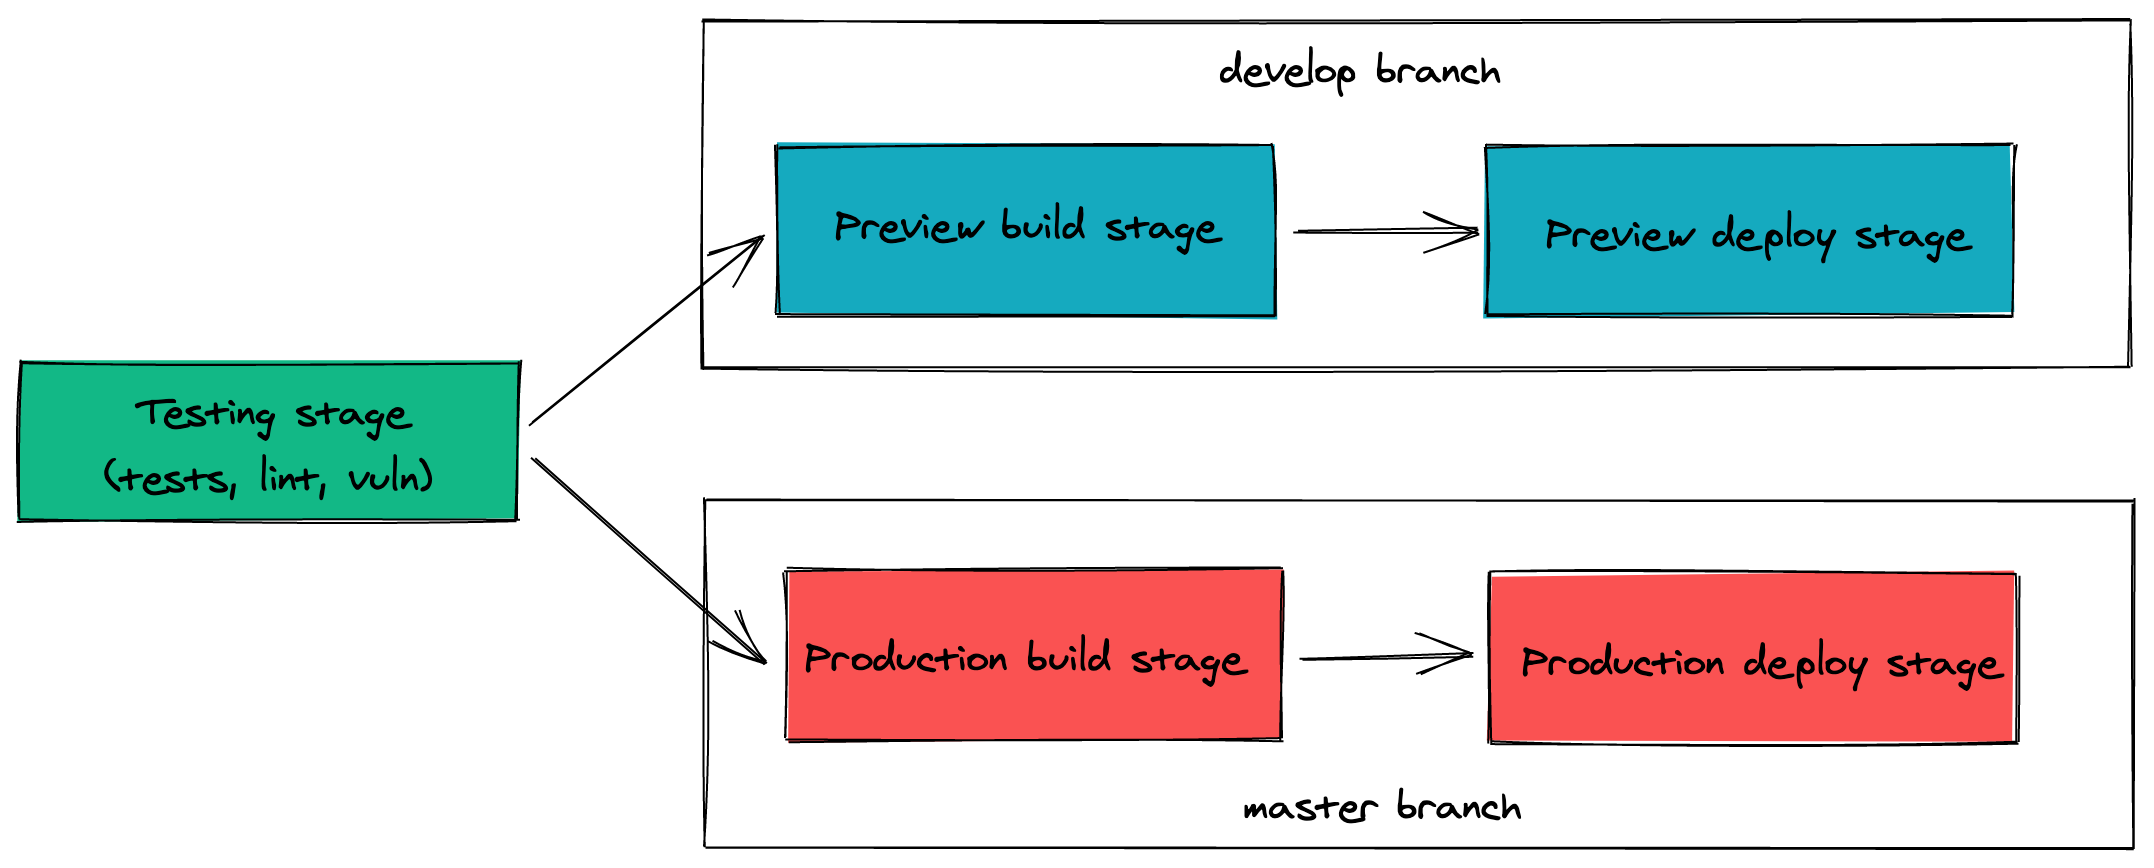 develop branch
Preview build stage
Preview deploy stage
Testing stage
(tests, lint, vuln)
Production build stage
Production deploy stage
master branch